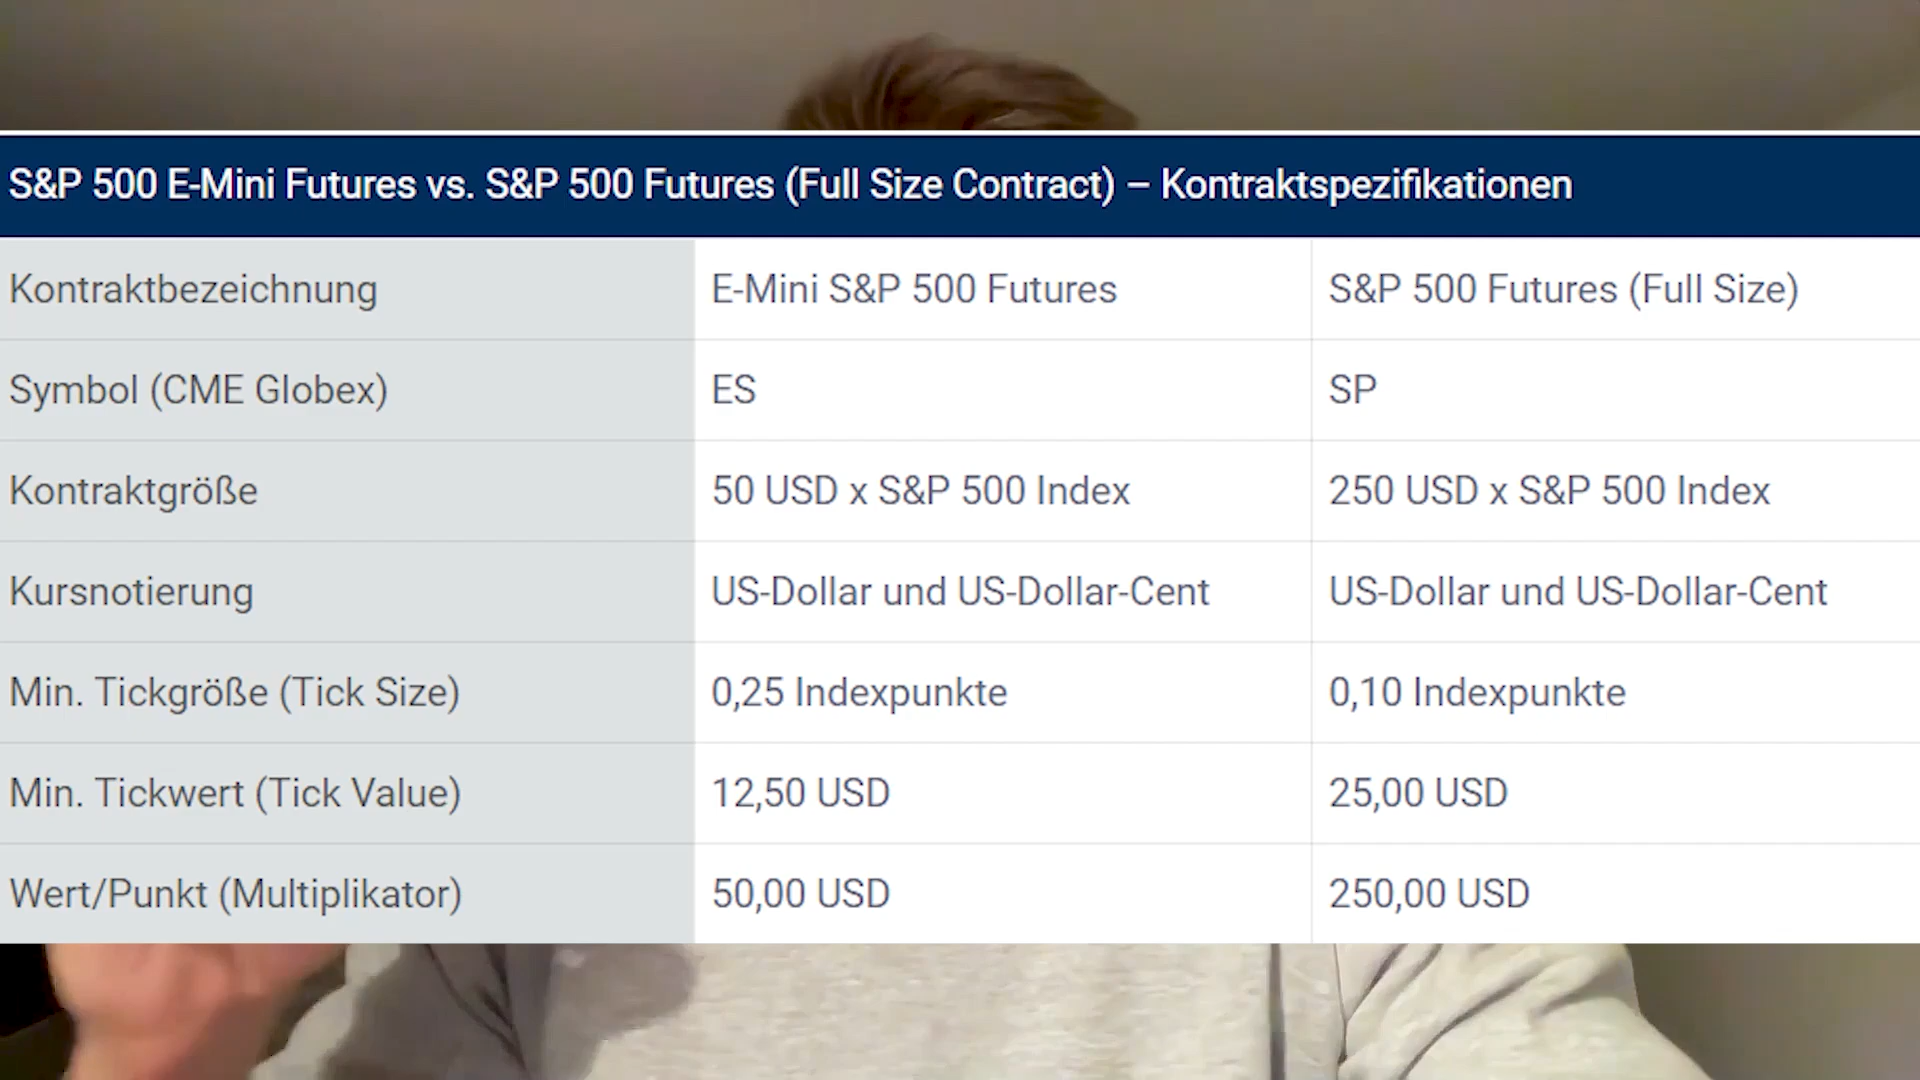 S&P 500 E-Mini Futures vs. S&P 500 Futures (Full Size Contract) – Kontraktspezifikationen
Kontraktbezeichnung E-Mini S&P 500 Futures S&P 500 Futures (Full Size)
Symbol (CME Globex) ES SP
Kontraktgröße 50 USD x S&P 500 Index 250 USD x S&P 500 Index
Kursnotierung US-Dollar und US-Dollar-Cent US-Dollar und US-Dollar-Cent
Min. Tickgröße (Tick Size) 0,25 Indexpunkte 0,10 Indexpunkte
Min. Tickwert (Tick Value) 12,50 USD 25,00 USD
Wert/Punkt (Multiplikator) 50,00 USD 250,00 USD